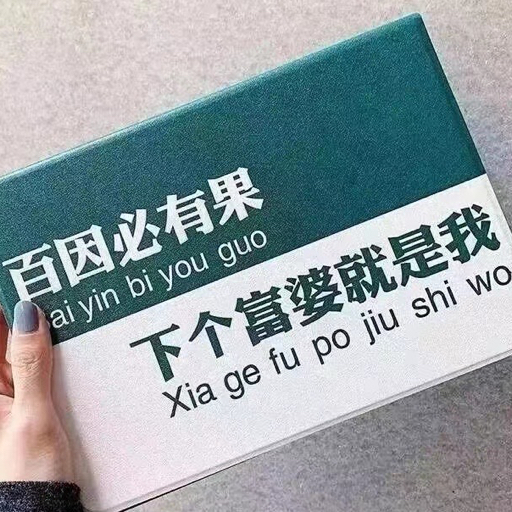 百因必有果
Bai yin bi you guo
下个富婆就是我
Xia ge fu po jiu shi wo